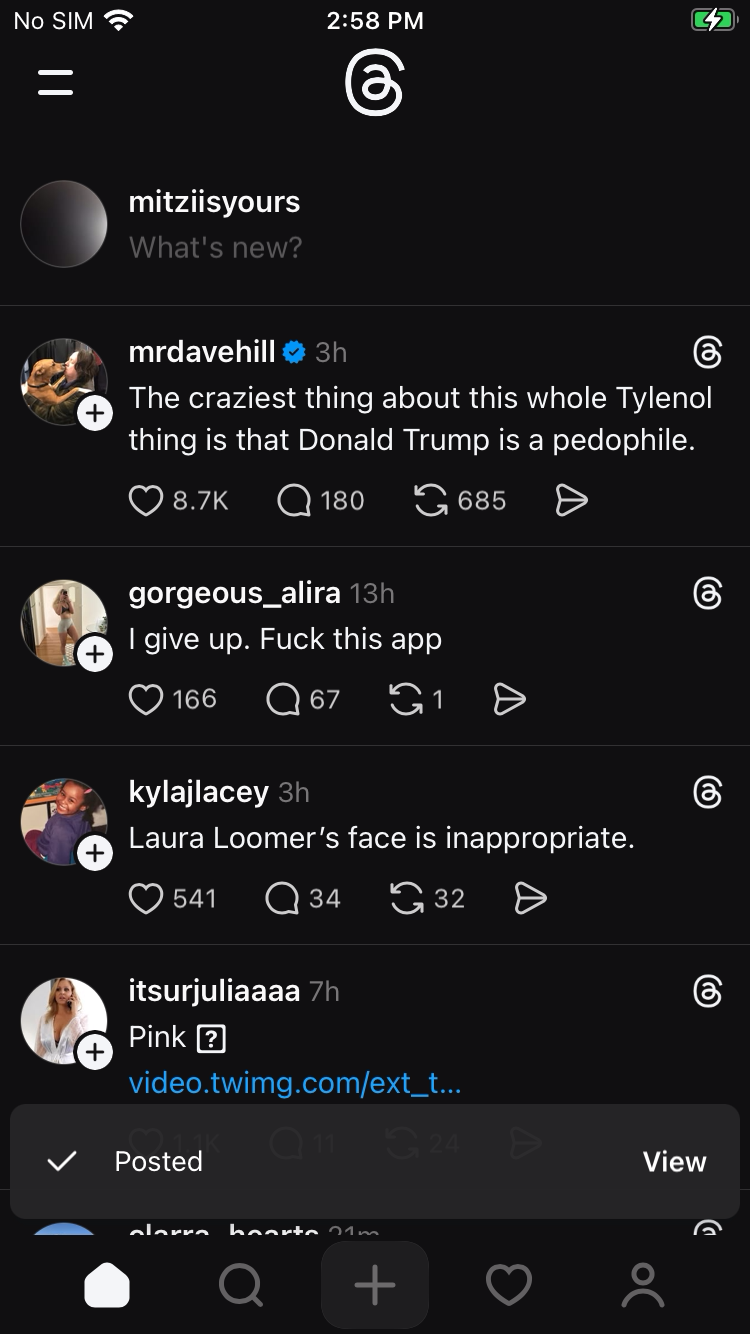 No SIM 2:58 PM
mitziisyours
What's new?
mrdavehill 3h
The craziest thing about this whole Tylenol
thing is that Donald Trump is a pedophile.
8.7K 180 685
gorgeous_alira 13h
I give up. Fuck this app
166 67 1
kylajlacey 3h
Laura Loomer’s face is inappropriate.
541 34 32
itsurjuliaaaa 7h
Pink
video.twimg.com/ext_t...
1.1K 11 24
Posted View
21m